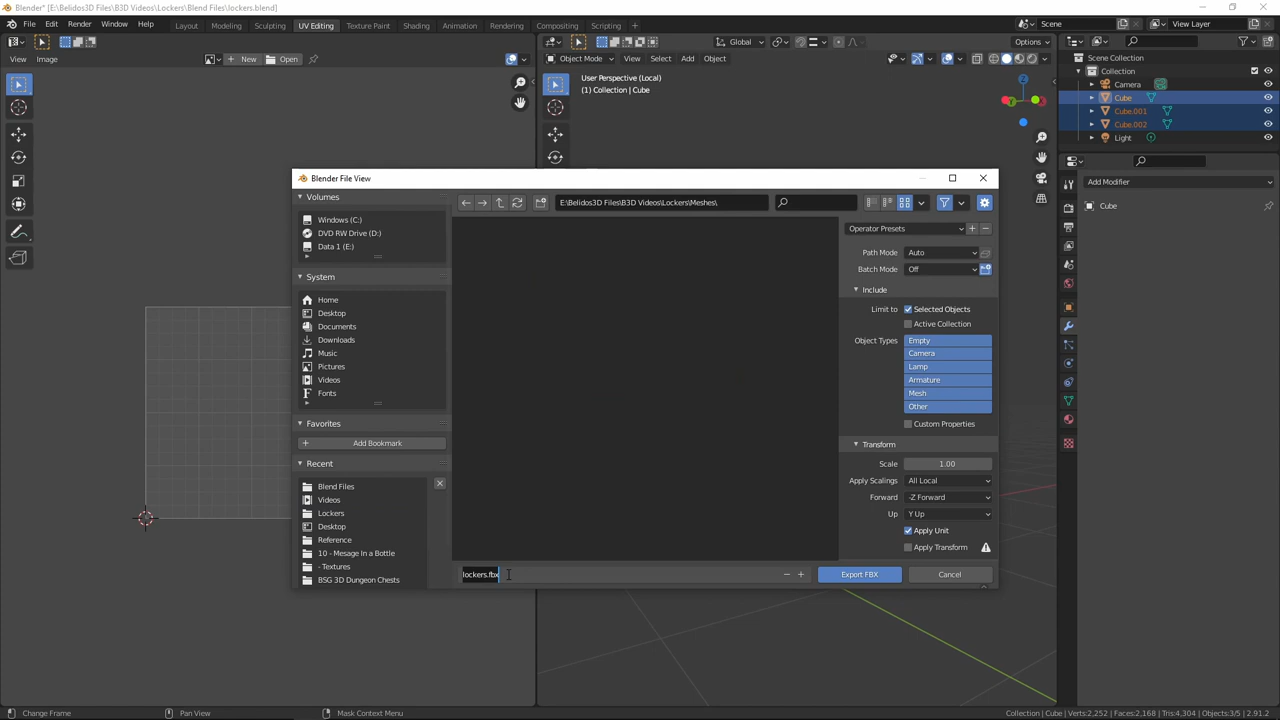 Blender* [E:\Belidos3D Files\B3D Videos\Lockers\Blend Files\lockers.blend]
File Edit Render Window Help Layout Modeling Sculpting UV Editing Texture Paint Shading Animation Rendering Compositing Scripting Scene View Layer
View Image New Open Global Options
Object Mode View Select Add Object
User Perspective (Local)
(1) Collection | Cube
Scene Collection
Collection
Camera
Cube
Cube.001
Cube.002
Light
Add Modifier
Cube
Blender File View
Volumes
Windows (C:)
DVD RW Drive (D:)
Data 1 (E:)
System
Home
Desktop
Documents
Downloads
Music
Pictures
Videos
Fonts
Favorites
Add Bookmark
Recent
Blend Files
Videos
Lockers
Desktop
Reference
10 - Mesage In a Bottle
- Textures
BSG 3D Dungeon Chests
E:\Belidos3D Files\B3D Videos\Lockers\Meshes\
Operator Presets
Path Mode Auto
Batch Mode Off
Include
Limit to Selected Objects
Active Collection
Object Types Empty
Camera
Lamp
Armature
Mesh
Other
Custom Properties
Transform
Scale 1.00
Apply Scalings All Local
Forward -Z Forward
Up Y Up
Apply Unit
Apply Transform
lockers.fbx
Export FBX Cancel
Change Frame Pan View Mask Context Menu Collection | Cube | Verts:2,252 | Faces:2,168 | Tris:4,304 | Objects:3/5 | 2.91.2